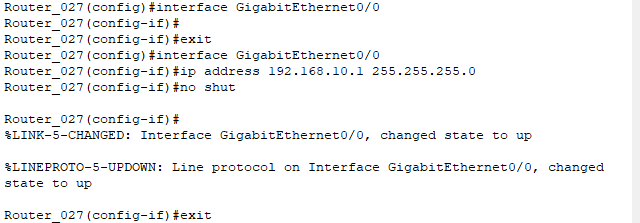 Router_027(config)#interface GigabitEthernet0/0
Router_027(config-if)#
Router_027(config-if)#exit
Router_027(config)#interface GigabitEthernet0/0
Router_027(config-if)#ip address 192.168.10.1 255.255.255.0
Router_027(config-if)#no shut
Router_027(config-if)#
%LINK-5-CHANGED: Interface GigabitEthernet0/0, changed state to up
%LINEPROTO-5-UPDOWN: Line protocol on Interface GigabitEthernet0/0, changed
state to up
Router_027(config-if)#exit